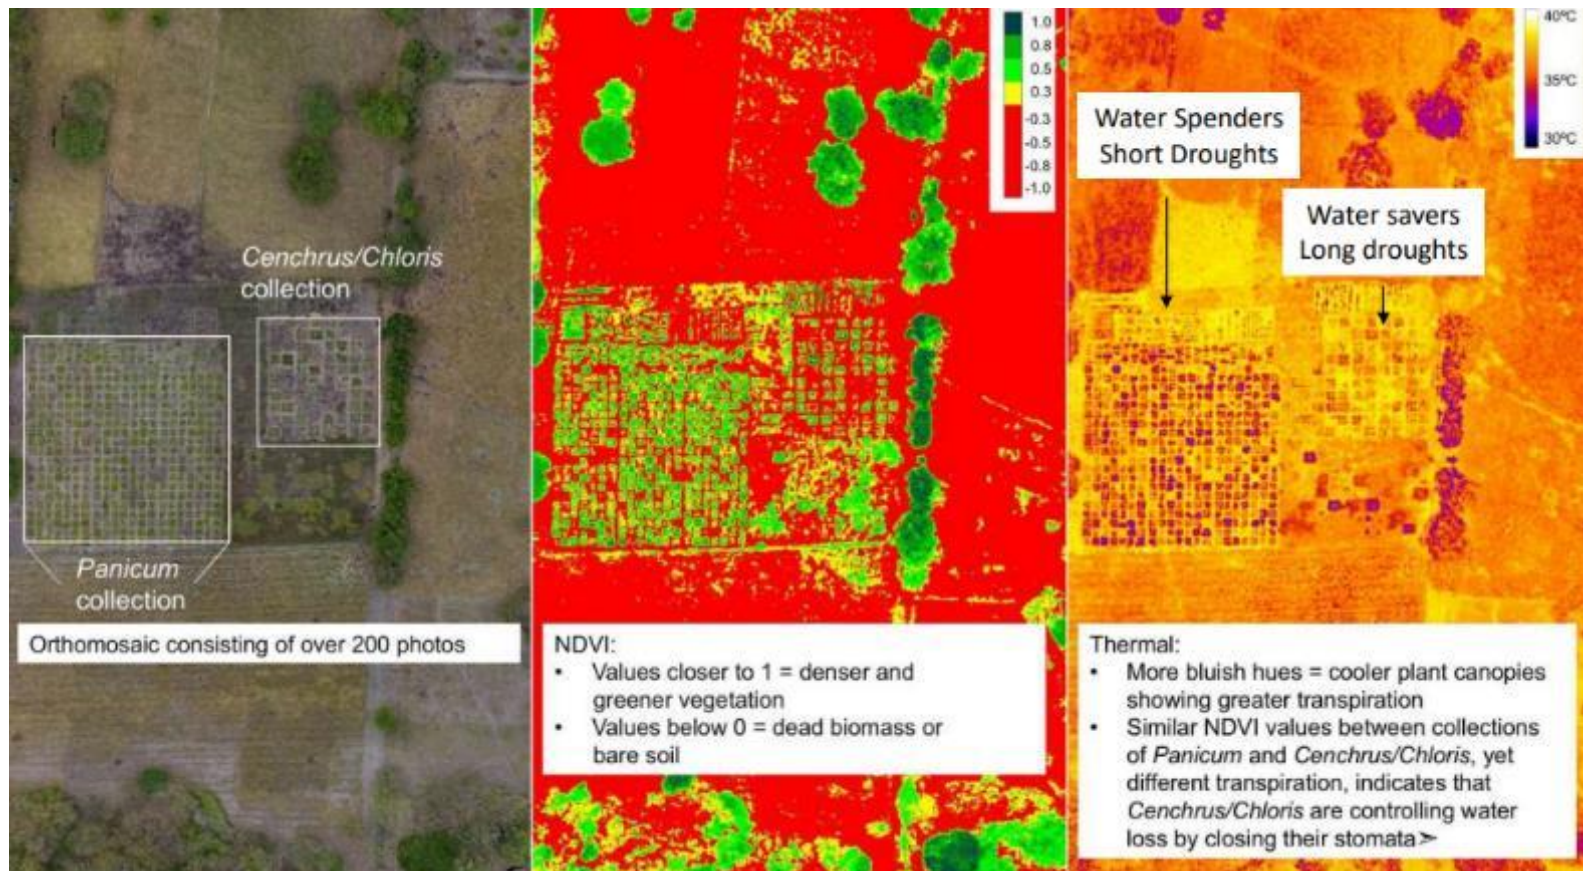 Cenchrus/Chloris
collection
Panicum
collection
Orthomosaic consisting of over 200 photos
1.0
0.8
0.5
0.3
-0.3
-0.5
-0.8
-1.0
NDVI:
• Values closer to 1 = denser and
greener vegetation
• Values below 0 = dead biomass or
bare soil
40ºC
35ºC
30ºC
Water Spenders
Short Droughts
Water savers
Long droughts
Thermal:
• More bluish hues = cooler plant canopies
showing greater transpiration
• Similar NDVI values between collections
of Panicum and Cenchrus/Chloris, yet
different transpiration, indicates that
Cenchrus/Chloris are controlling water
loss by closing their stomata➣